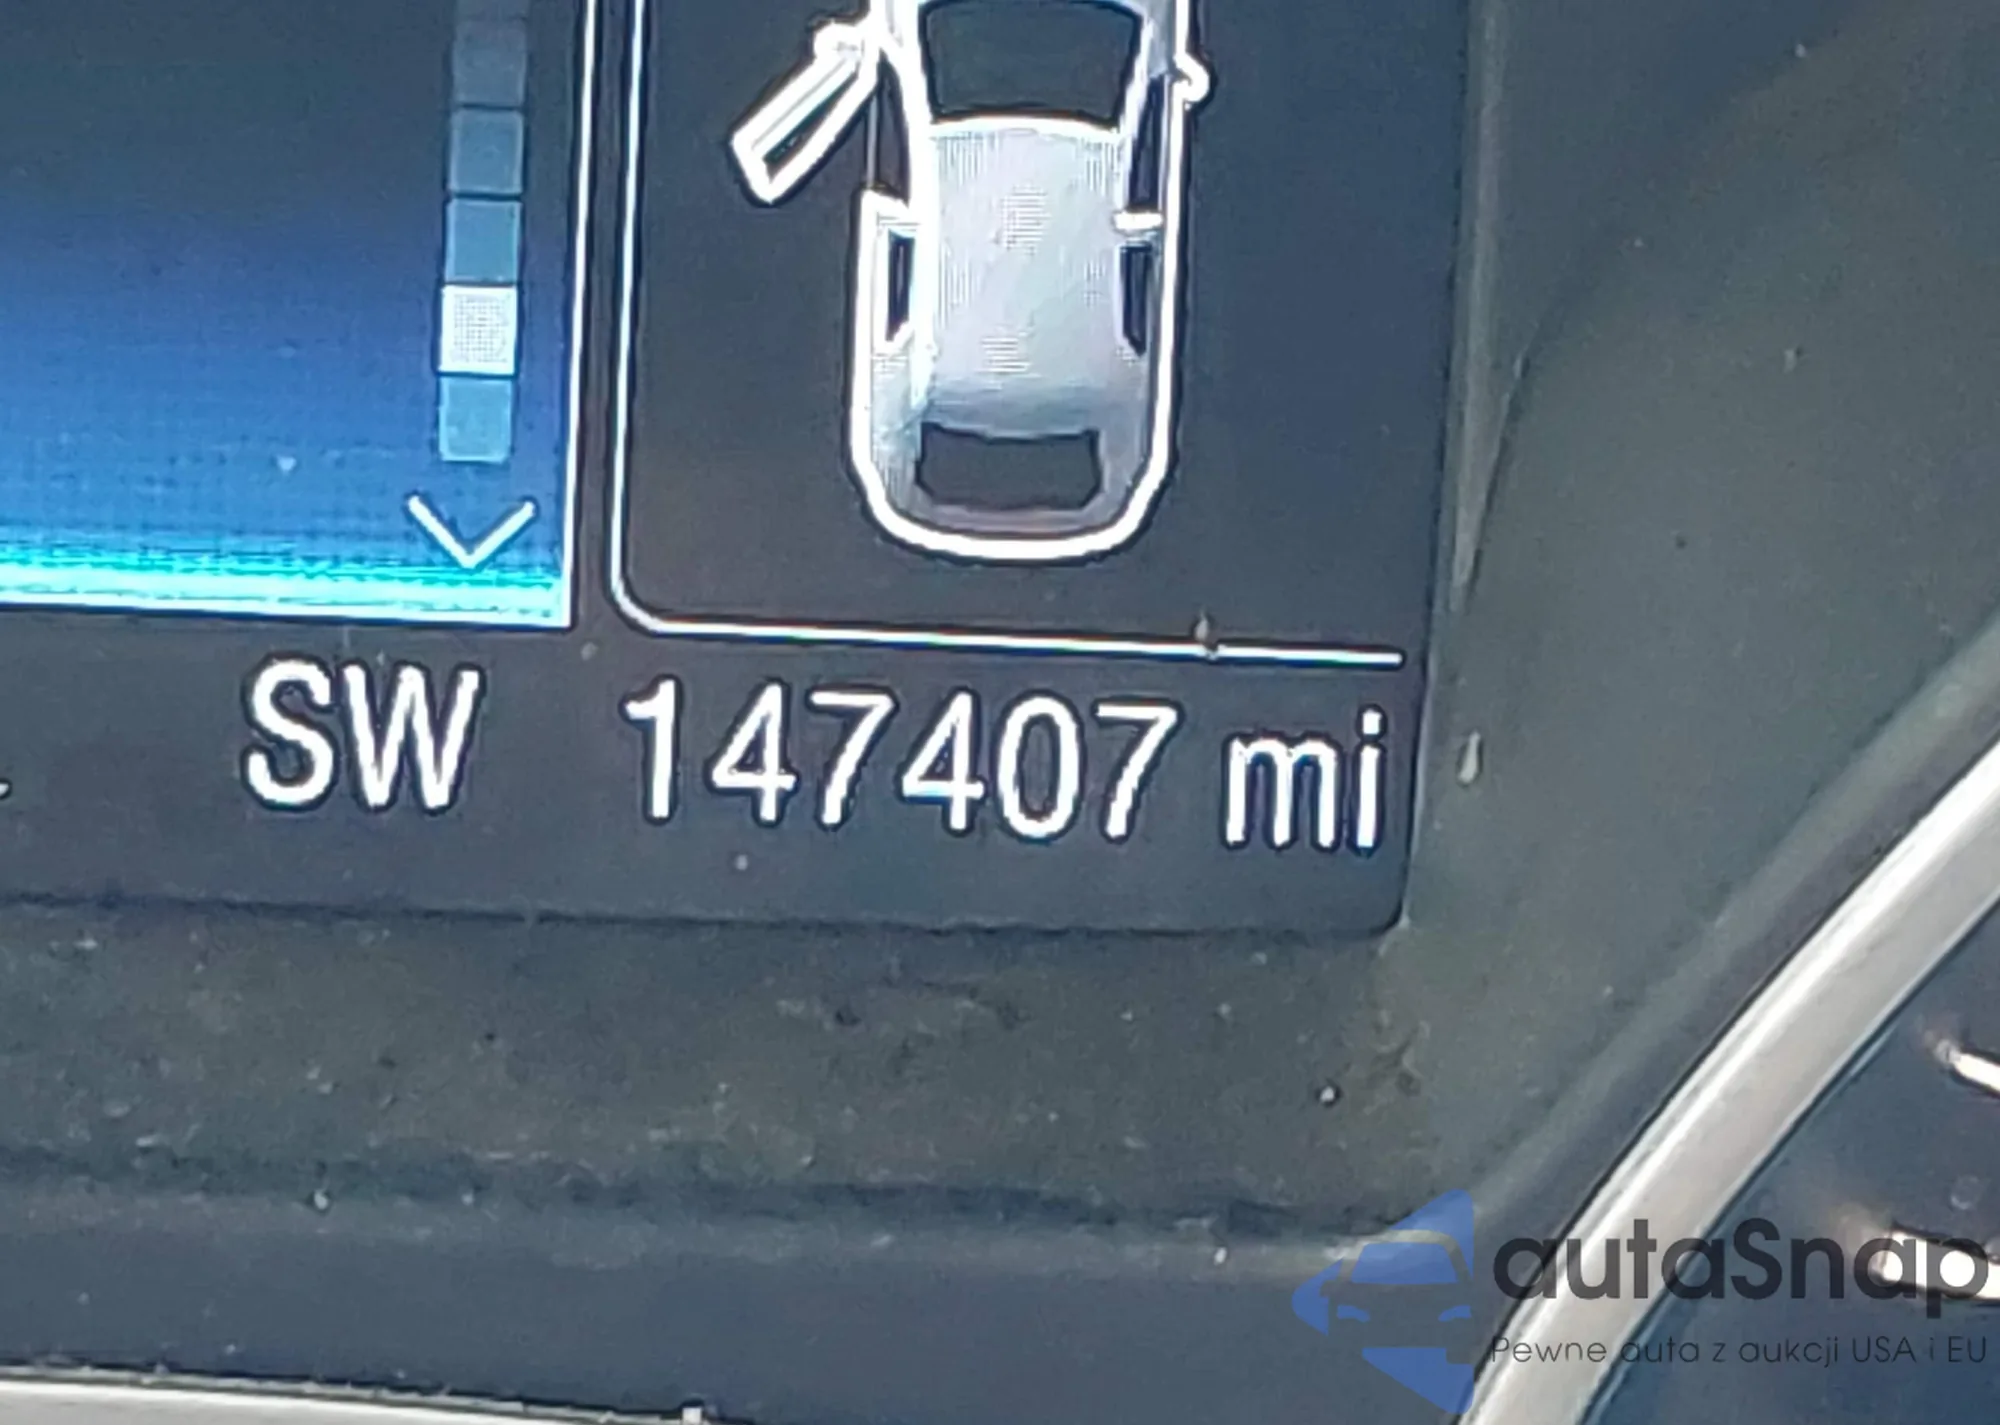 SW 147407 mi
autaSnap
Pewne auta z aukcji USA i EU